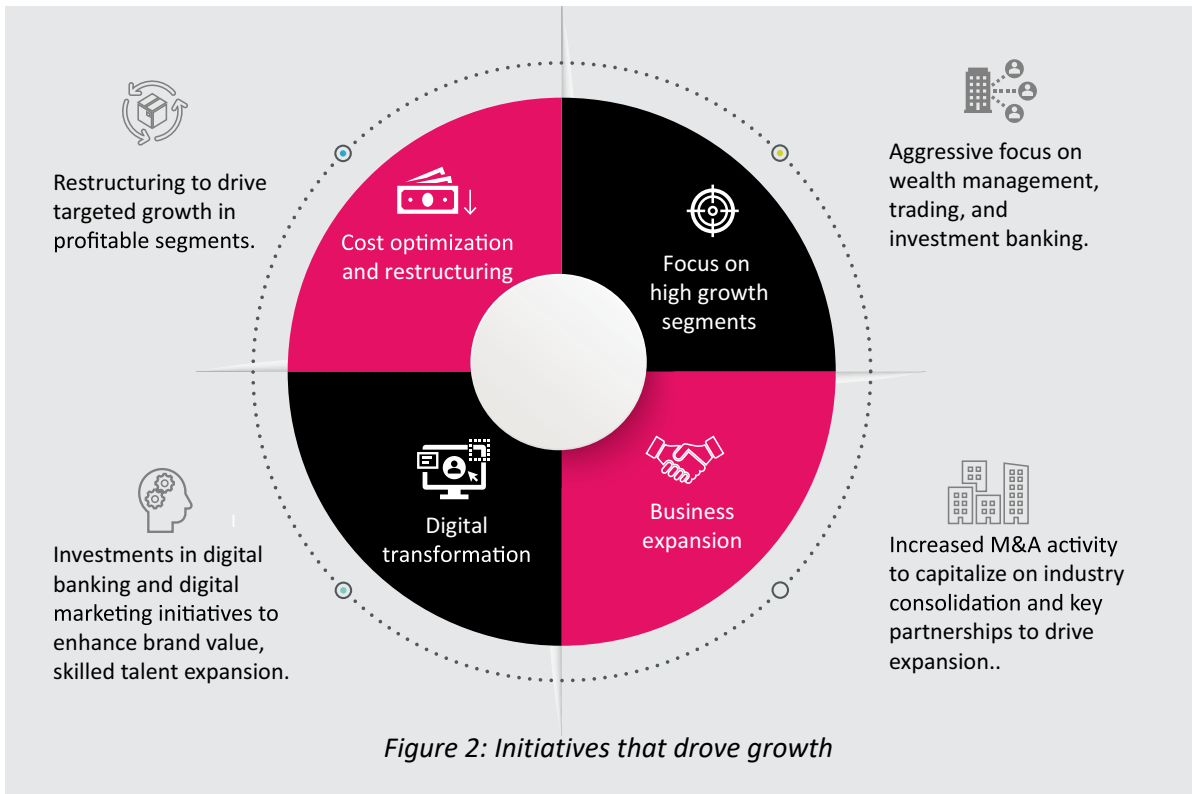 Restructuring to drive
targeted growth in
profitable segments.
Cost optimization
and restructuring
Focus on
high growth
segments
Aggressive focus on
wealth management,
trading, and
investment banking.
Investments in digital
banking and digital
marketing initiatives to
enhance brand value,
skilled talent expansion.
Digital
transformation
Business
expansion
Increased M&A activity
to capitalize on industry
consolidation and key
partnerships to drive
expansion..
Figure 2: Initiatives that drove growth